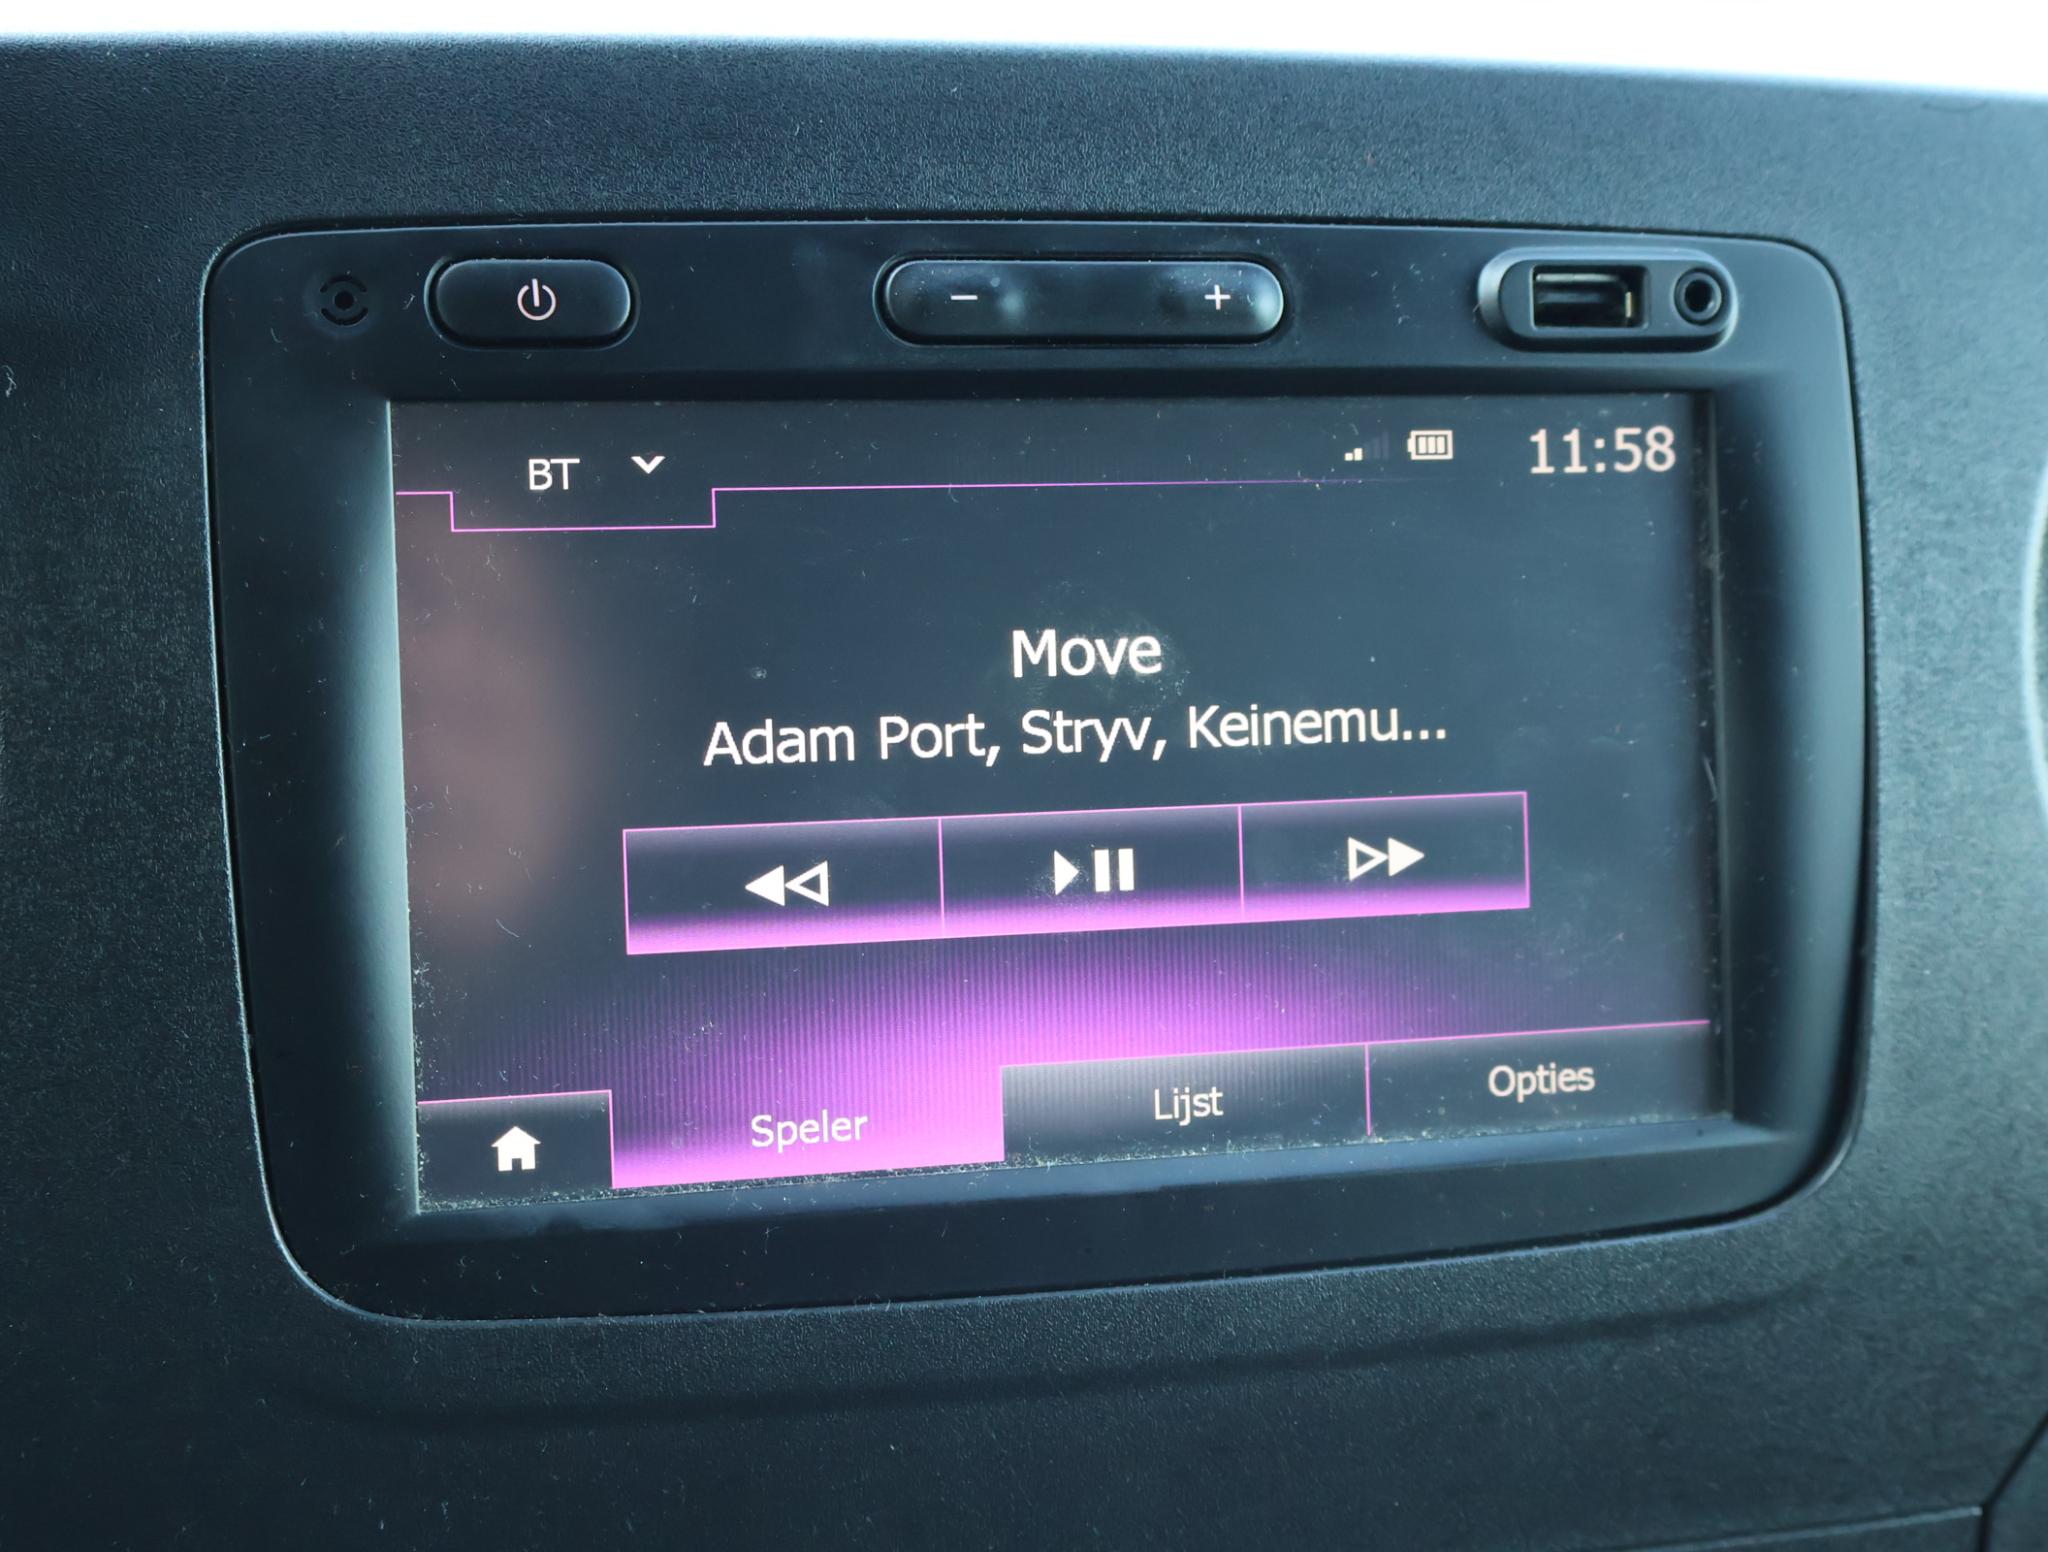 BT
11:58
Move
Adam Port, Stryv, Keinemu...
Speler
Lijst
Opties